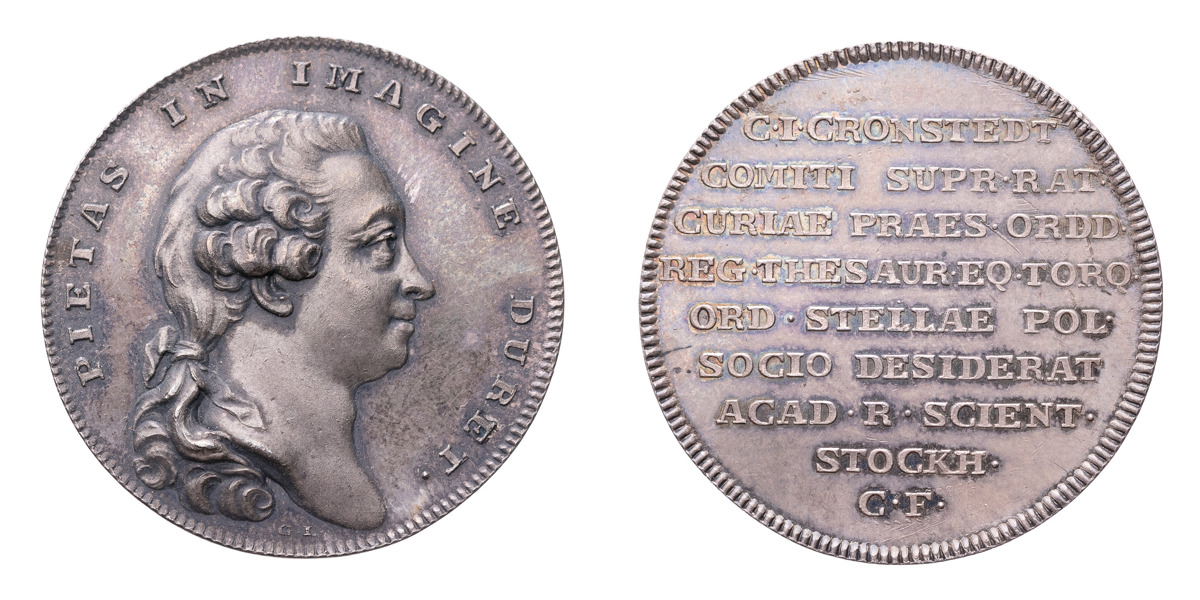 PIETAS IN IMAGINE DURET.
G I.
C·I·CRONSTEDT
COMITI SUPR·RAT
CURIAE PRAES·ORDD·
REG·THESAUR·EQ·TORQ·
ORD · STELLAE POL·
SOCIO DESIDERAT
ACAD · R · SCIENT·
STOCKH·
C·F·